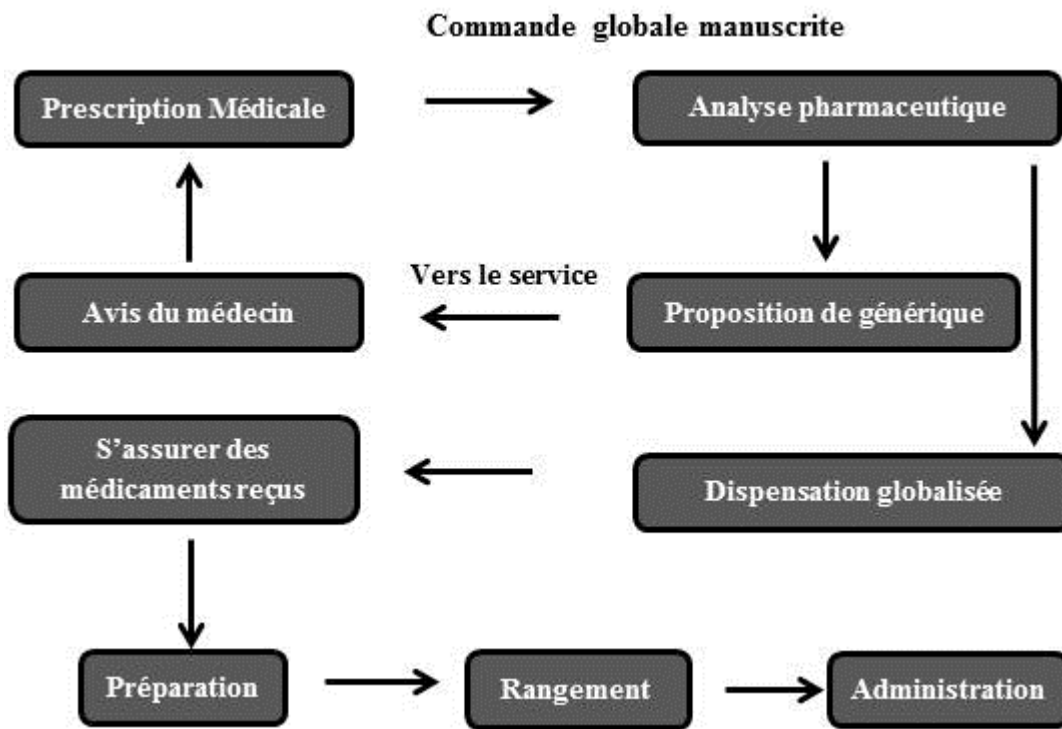 Commande globale manuscrite
Prescription Médicale
Analyse pharmaceutique
Vers le service
Avis du médecin
Proposition de générique
S'assurer des
médicaments reçus
Dispensation globalisée
Préparation
Rangement
Administration